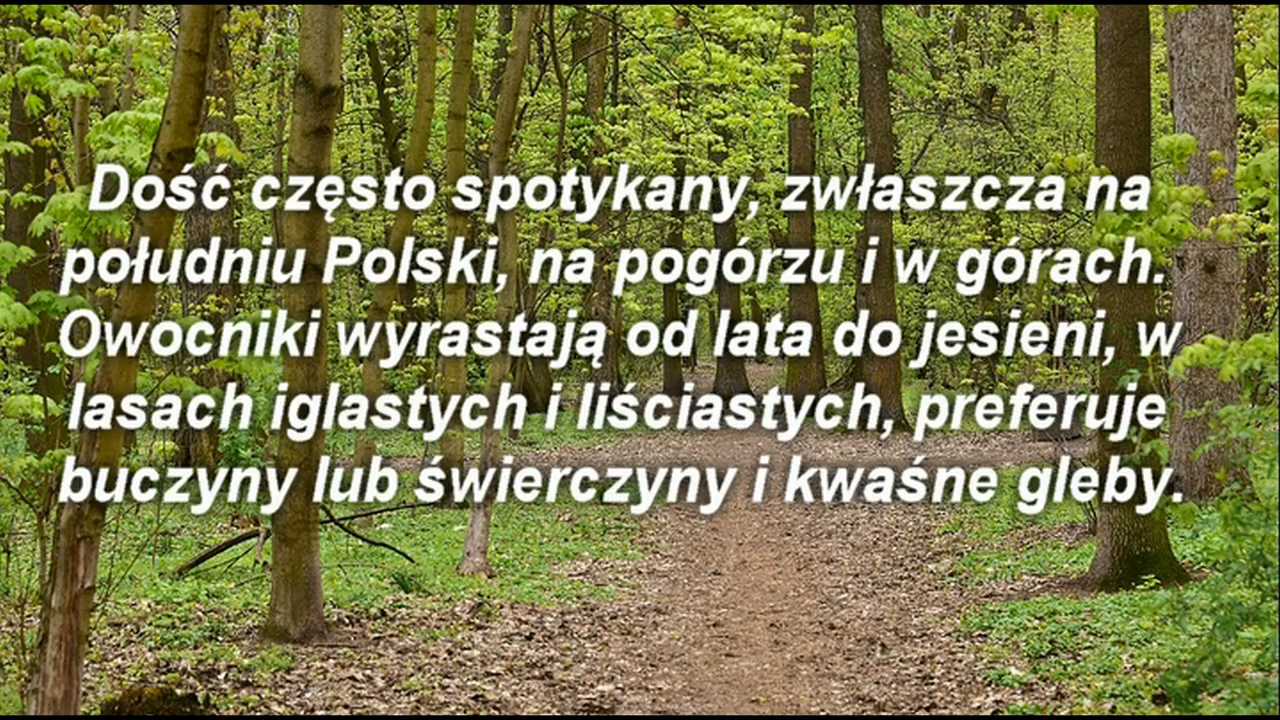 Dość często spotykany, zwłaszcza na
południu Polski, na pogórzu i w górach.
Owocniki wyrastają od lata do jesieni, w
lasach iglastych i liściastych, preferuje
buczyny lub świerczyny i kwaśne gleby.